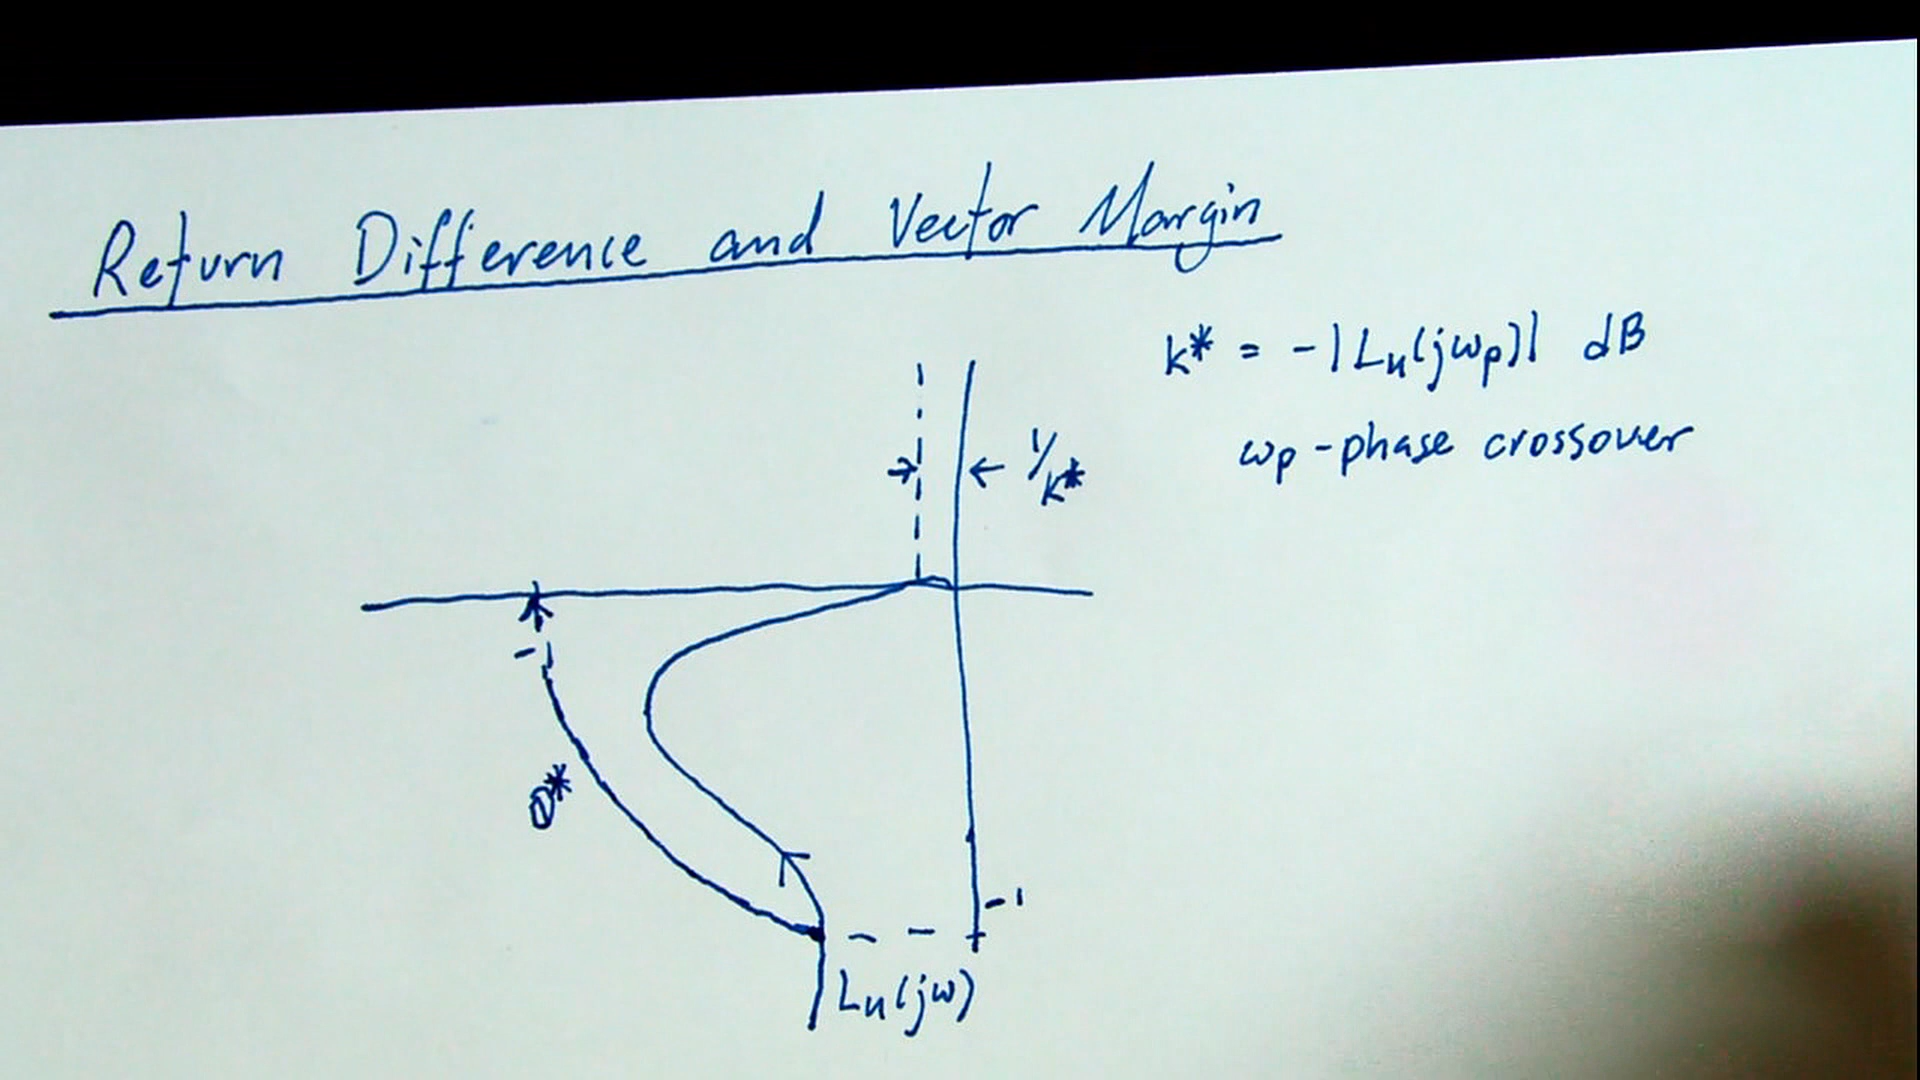 Return Difference and Vector Margin
k* = -|Lu(jωp)| dB
ωp - phase crossover
1/k*
-1
θ*
-1
Lu(jω)